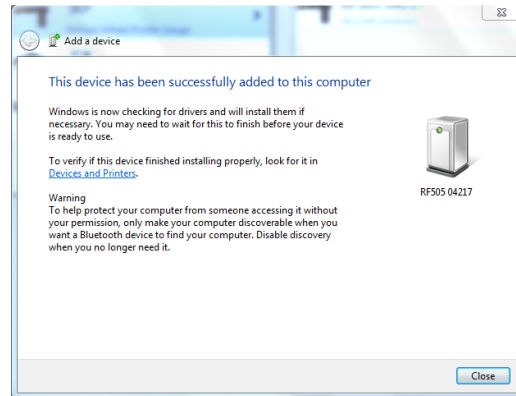 Add a device
This device has been successfully added to this computer
Windows is now checking for drivers and will install them if
necessary. You may need to wait for this to finish before your device
is ready to use.
To verify if this device finished installing properly, look for it in
Devices and Printers.
RF505 04217
Warning
To help protect your computer from someone accessing it without
your permission, only make your computer discoverable when you
want a Bluetooth device to find your computer. Disable discovery
when you no longer need it.
Close